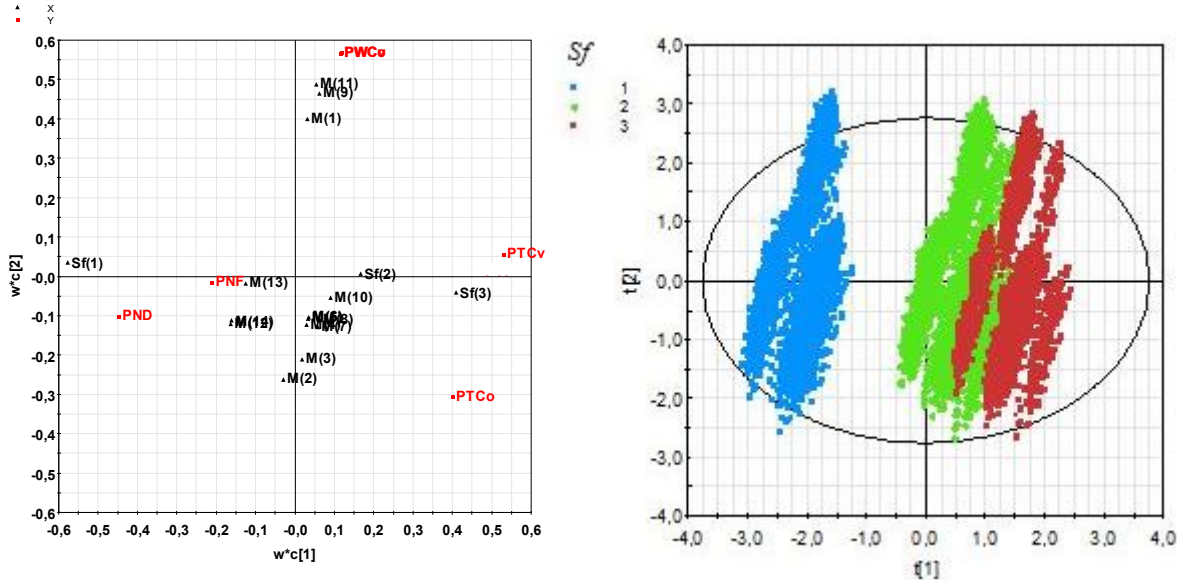 X
Y
0,6
0,5
0,4
0,3
0,2
0,1
-0,0
-0,1
-0,2
-0,3
-0,4
-0,5
-0,6
w*c[2]
-0,6 -0,5 -0,4 -0,3 -0,2 -0,1 -0,0 0,1 0,2 0,3 0,4 0,5 0,6
w*c[1]
M(11)
M(9)
M(1)
PTCv
Sf(1)
Sf(2)
PNF
M(13)
Sf(3)
M(10)
PND
M(3)
M(2)
PTCo
Sf
1
2
3
4,0
3,0
2,0
1,0
0,0
-1,0
-2,0
-3,0
-4,0
t[2]
-4,0 -3,0 -2,0 -1,0 0,0 1,0 2,0 3,0 4,0
t[1]